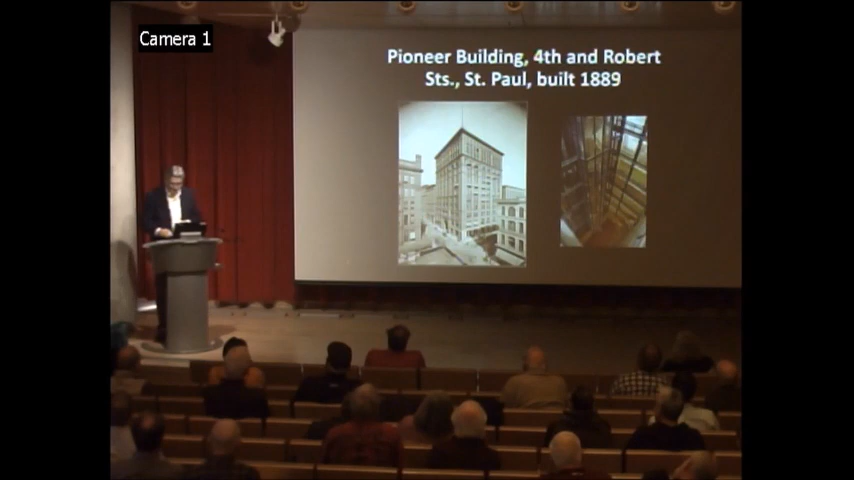 Camera 1
Pioneer Building, 4th and Robert
Sts., St. Paul, built 1889